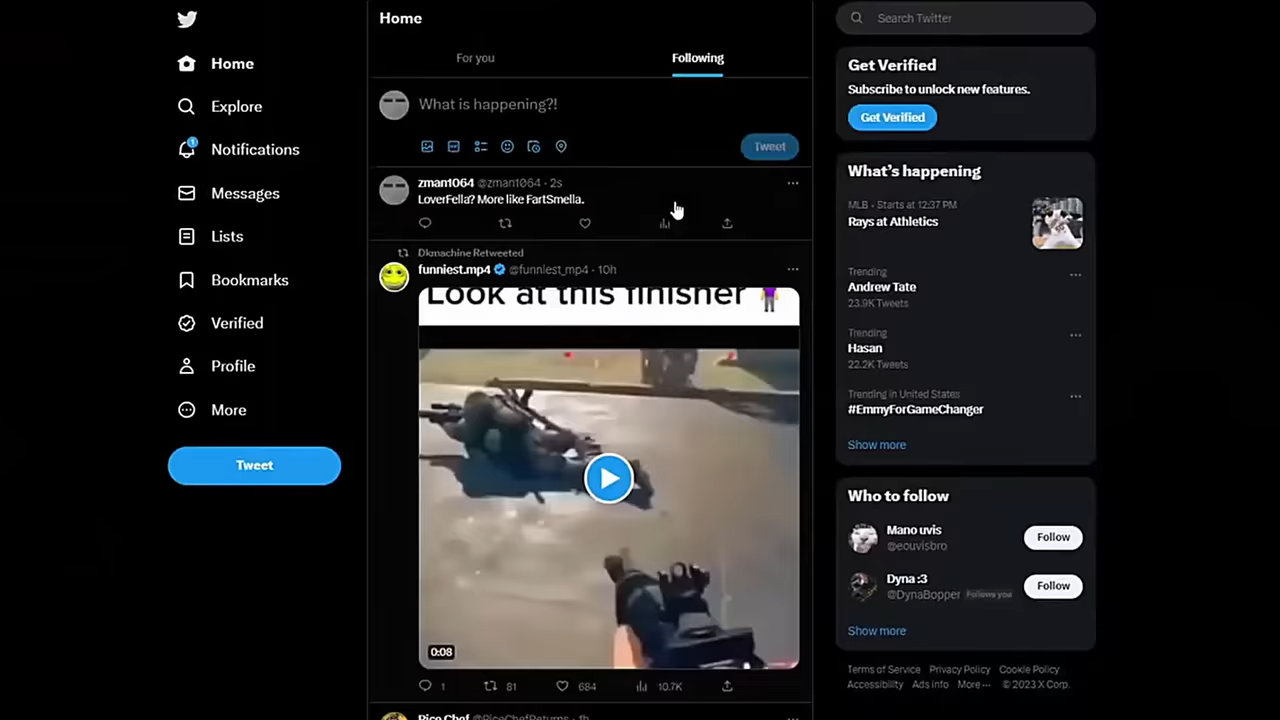 Home
Explore
1
Notifications
Messages
Lists
Bookmarks
Verified
Profile
More
Tweet
Home
For you
Following
What is happening?!
Tweet
zman1064 @zman1064 · 2s
LoverFella? More like FartSmella.
Dkmachine Retweeted
funniest.mp4 @funniest_mp4 · 10h
Look at this finisher
0:08
1 81 684 10.7K
Rice Chef @RiceChefReturns · 1h
Search Twitter
Get Verified
Subscribe to unlock new features.
Get Verified
What's happening
MLB · Starts at 12:37 PM
Rays at Athletics
Trending
Andrew Tate
23.9K Tweets
Trending
Hasan
22.2K Tweets
Trending in United States
#EmmyForGameChanger
Show more
Who to follow
Mano uvis
@eouvisbro
Follow
Dyna :3
@DynaBopper Follows you
Follow
Show more
Terms of Service Privacy Policy Cookie Policy
Accessibility Ads info More ··· © 2023 X Corp.